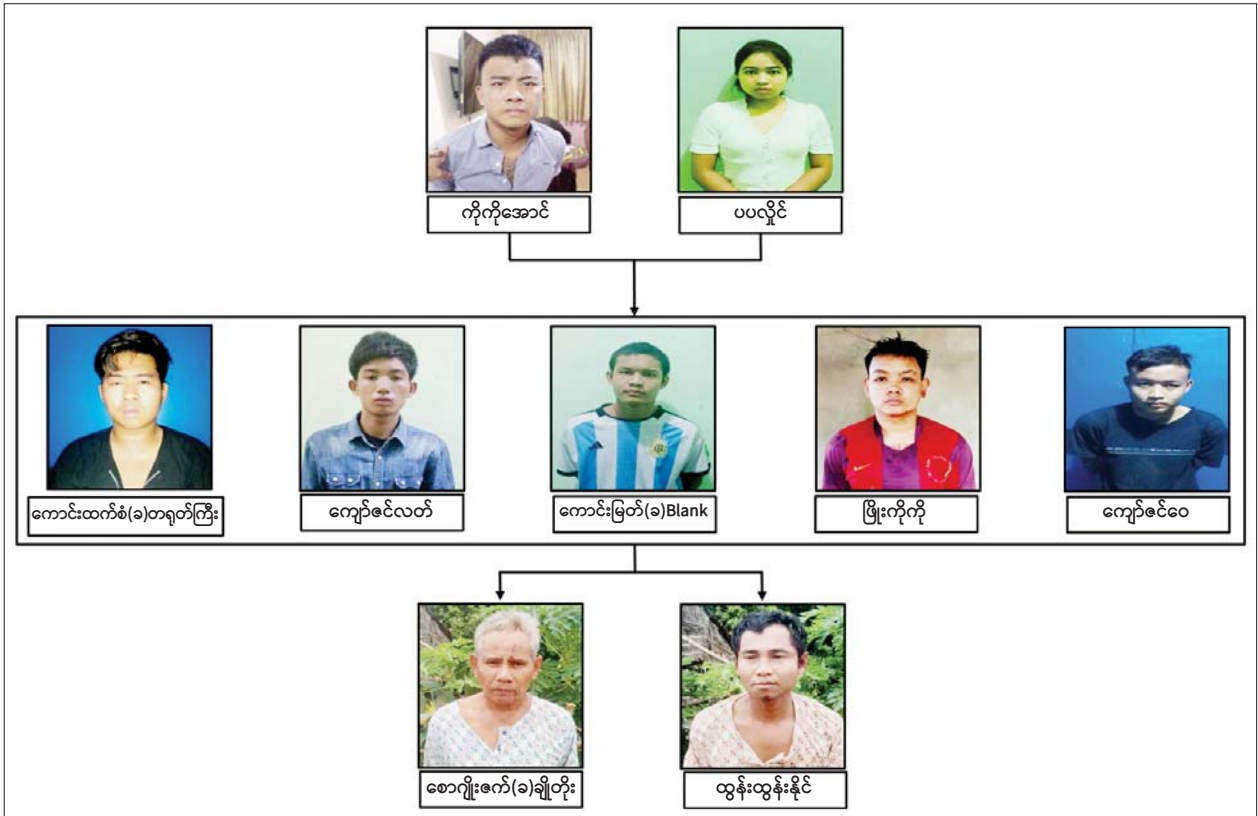 ကိုကိုအောင်
ပပလှိုင်
ကောင်းထက်စံ(ခ)တရုတ်ကြီး
ကျော်ဇင်လတ်
ကောင်းမြတ်(ခ)Blank
ဖြိုးကိုကို
ကျော်ဇင်ဝေ
စောဂျိုးဇက်(ခ)ချိုတိုး
ထွန်းထွန်းနိုင်